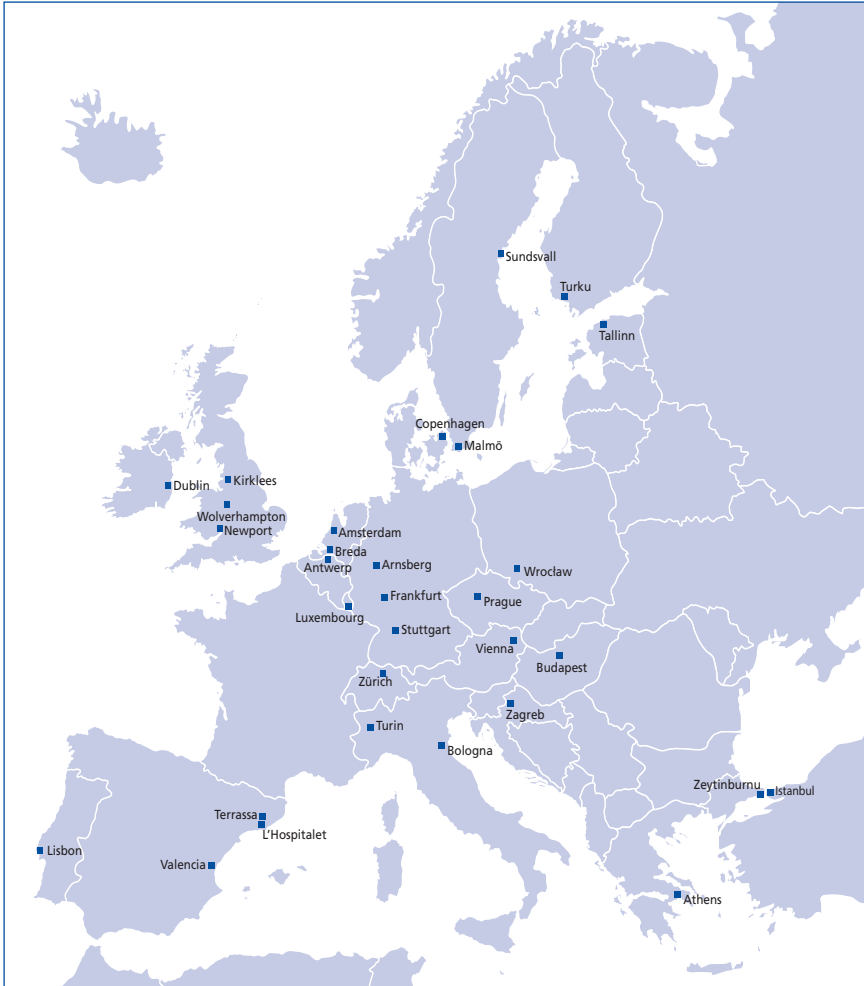 Sundsvall
Turku
Tallinn
Copenhagen
Malmö
Kirklees
Dublin
Wolverhampton
Newport
Amsterdam
Breda
Antwerp
Arnsberg
Wrocław
Frankfurt
Prague
Luxembourg
Stuttgart
Vienna
Budapest
Zürich
Zagreb
Turin
Bologna
Zeytinburnu
Istanbul
Terrassa
L'Hospitalet
Lisbon
Valencia
Athens